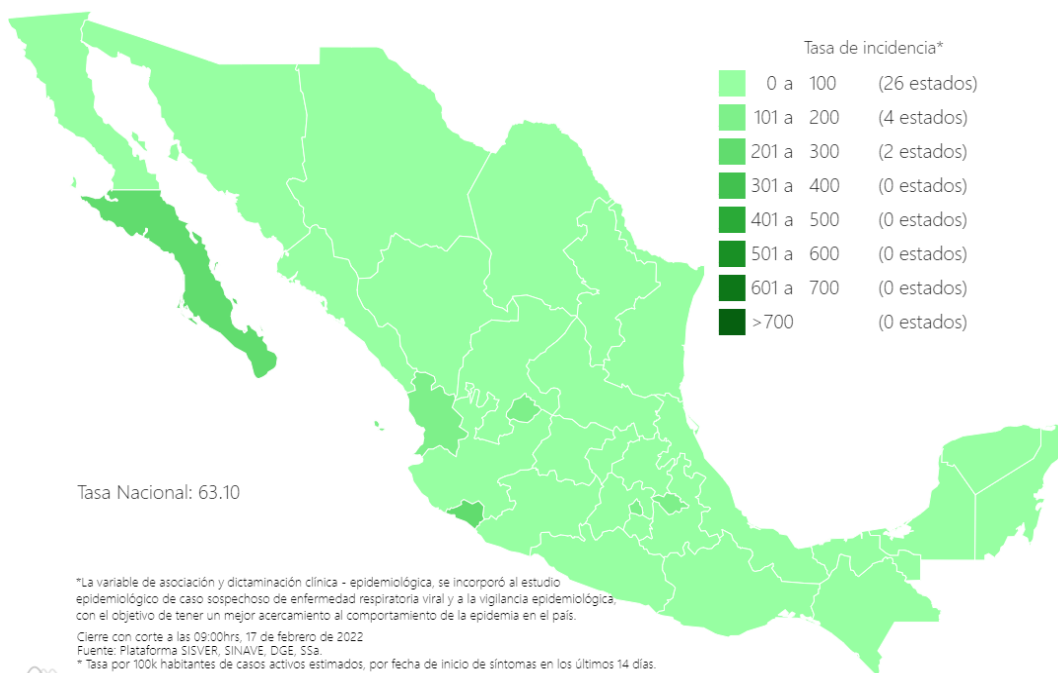 Tasa de incidencia*
0 a 100 (26 estados)
101 a 200 (4 estados)
201 a 300 (2 estados)
301 a 400 (0 estados)
401 a 500 (0 estados)
501 a 600 (0 estados)
601 a 700 (0 estados)
>700 (0 estados)
Tasa Nacional: 63.10
*La variable de asociación y dictaminación clínica - epidemiológica, se incorporó al estudio
epidemiológico de caso sospechoso de enfermedad respiratoria viral y a la vigilancia epidemiológica,
con el objetivo de tener un mejor acercamiento al comportamiento de la epidemia en el país.
Cierre con corte a las 09:00hrs, 17 de febrero de 2022
Fuente: Plataforma SISVER, SINAVE, DGE, SSa.
* Tasa por 100k habitantes de casos activos estimados, por fecha de inicio de síntomas en los últimos 14 días.